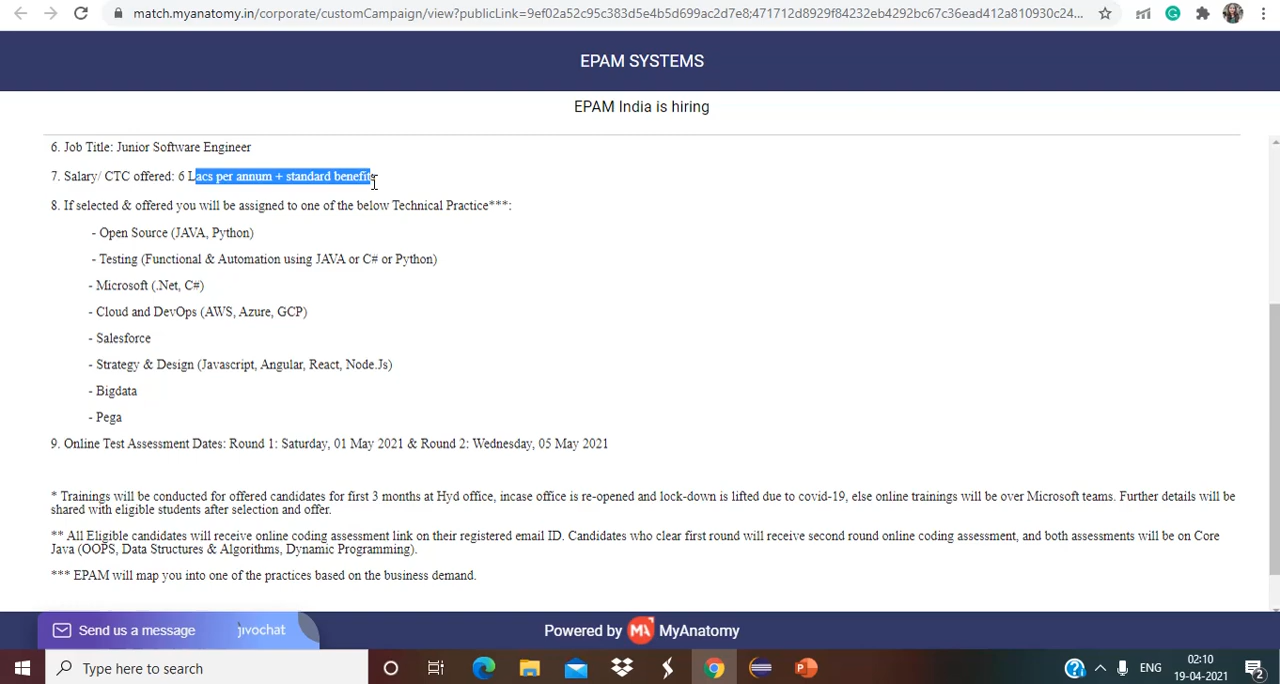 match.myanatomy.in/corporate/customCampaign/view?publicLink=9ef02a52c95c383d5e4b5d699ac2d7e8;471712d8929f84232eb4292bc67c36ead412a810930c24...
EPAM SYSTEMS
EPAM India is hiring
6. Job Title: Junior Software Engineer
7. Salary/ CTC offered: 6 Lacs per annum + standard benefits
8. If selected & offered you will be assigned to one of the below Technical Practice***:
- Open Source (JAVA, Python)
- Testing (Functional & Automation using JAVA or C# or Python)
- Microsoft (.Net, C#)
- Cloud and DevOps (AWS, Azure, GCP)
- Salesforce
- Strategy & Design (Javascript, Angular, React, Node.Js)
- Bigdata
- Pega
9. Online Test Assessment Dates: Round 1: Saturday, 01 May 2021 & Round 2: Wednesday, 05 May 2021
* Trainings will be conducted for offered candidates for first 3 months at Hyd office, incase office is re-opened and lock-down is lifted due to covid-19, else online trainings will be over Microsoft teams. Further details will be
shared with eligible students after selection and offer.
** All Eligible candidates will receive online coding assessment link on their registered email ID. Candidates who clear first round will receive second round online coding assessment, and both assessments will be on Core
Java (OOPS, Data Structures & Algorithms, Dynamic Programming).
*** EPAM will map you into one of the practices based on the business demand.
Send us a message jivochat
Powered by MA MyAnatomy
Type here to search
ENG
02:10
19-04-2021
2